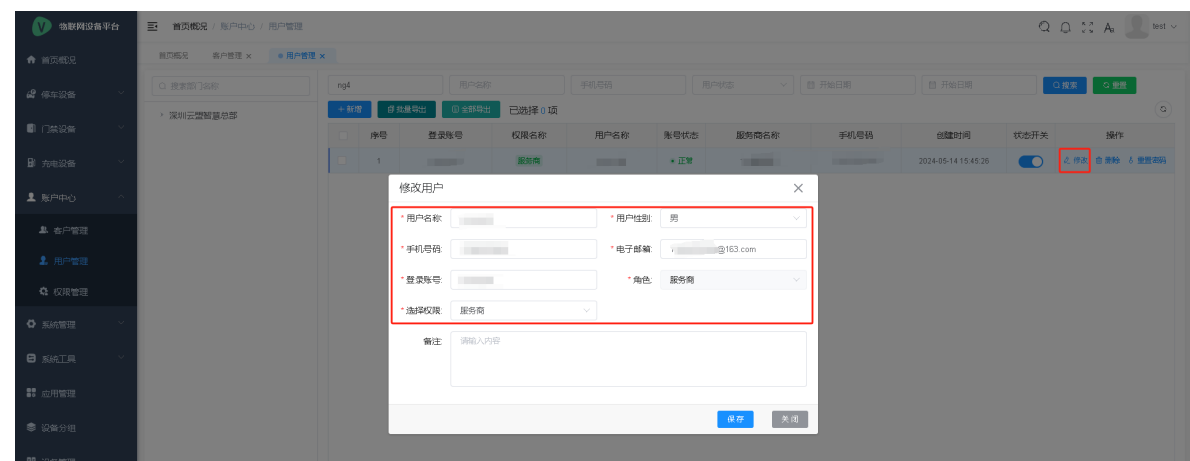 物联网设备平台
首页概况 / 账户中心 / 用户管理
test
首页概况
客户管理 ×
用户管理 ×
停车设备
门禁设备
充电设备
账户中心
客户管理
用户管理
权限管理
系统管理
系统工具
应用管理
设备分组
搜索部门名称
深圳云塱智慧总部
ng4 用户名称 手机号码 用户状态 开始日期 开始日期 搜索 重置
+ 新增 批量导出 全部导出 已选择 0 项
序号 登录账号 权限名称 用户名称 账号状态 服务商名称 手机号码 创建时间 状态开关 操作
1 服务商 正常 2024-05-14 15:45:26 修改 删除 重置密码
修改用户
* 用户名称: * 用户性别: 男
* 手机号码: * 电子邮箱: @163.com
* 登录账号: * 角色: 服务商
* 选择权限: 服务商
备注: 请输入内容
保存 关闭